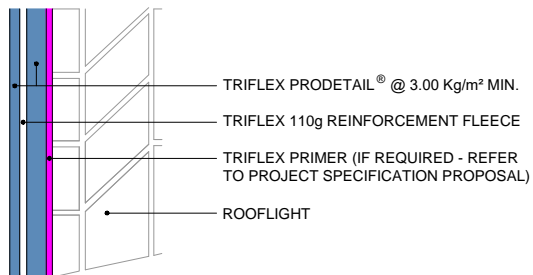 TRIFLEX PRODETAIL® @ 3.00 Kg/m² MIN.
TRIFLEX 110g REINFORCEMENT FLEECE
TRIFLEX PRIMER (IF REQUIRED - REFER
TO PROJECT SPECIFICATION PROPOSAL)
ROOFLIGHT